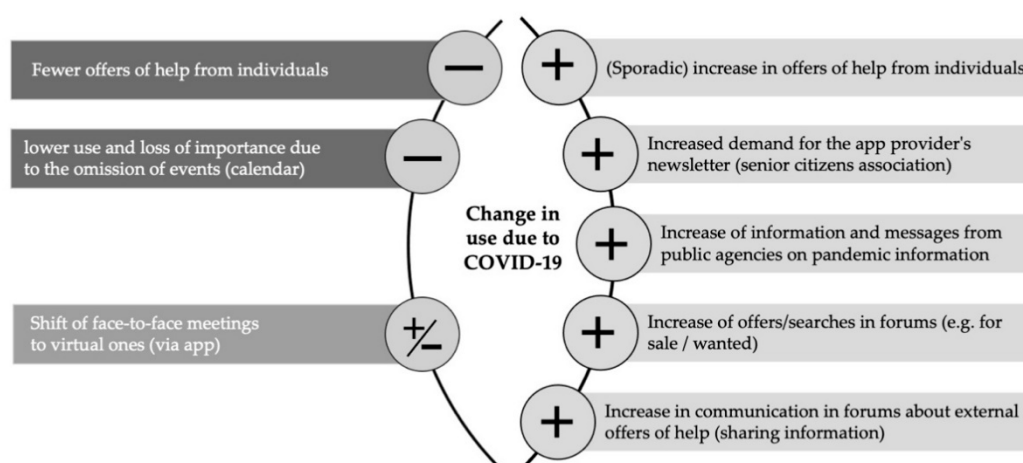 Fewer offers of help from individuals
lower use and loss of importance due
to the omission of events (calendar)
Shift of face-to-face meetings
to virtual ones (via app)
Change in
use due to
COVID-19
(Sporadic) increase in offers of help from individuals
Increased demand for the app provider's
newsletter (senior citizens association)
Increase of information and messages from
public agencies on pandemic information
Increase of offers/searches in forums (e.g. for
sale / wanted)
Increase in communication in forums about external
offers of help (sharing information)